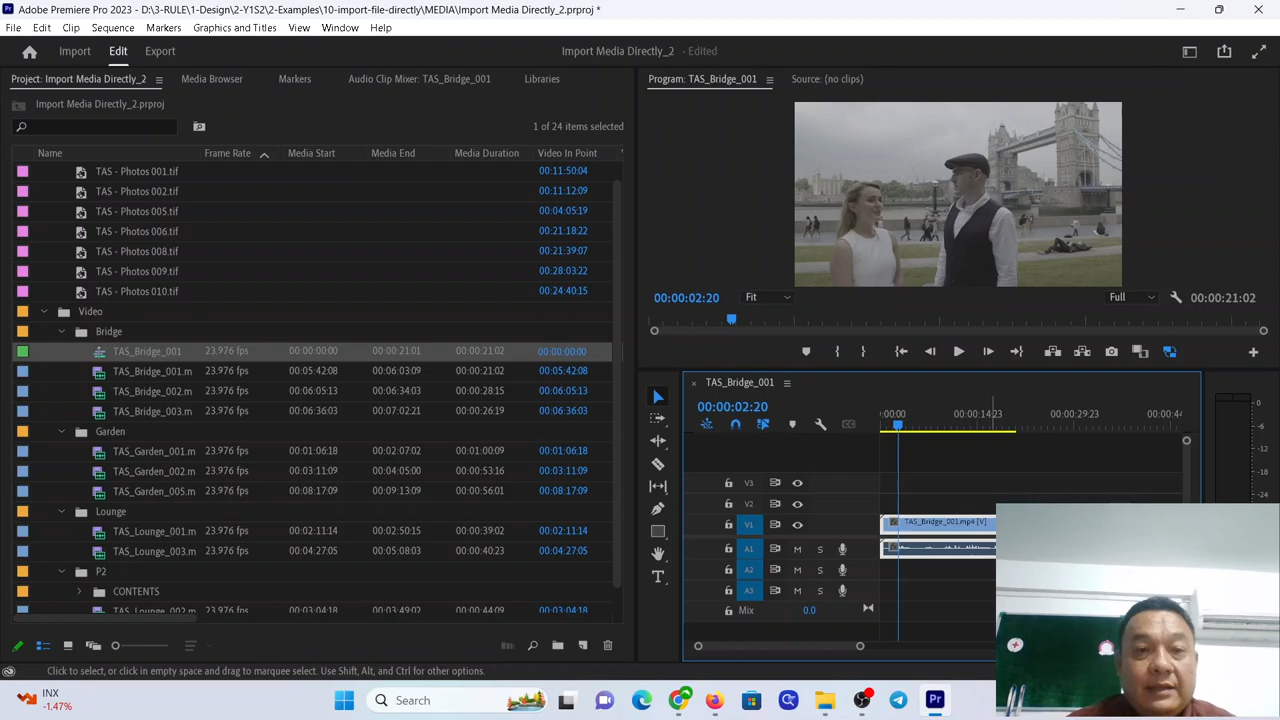 Adobe Premiere Pro 2023 - D:\3-RULE\1-Design\2-Y1S2\2-Examples\10-import-file-directly\MEDIA\Import Media Directly_2.prproj *
File Edit Clip Sequence Markers Graphics and Titles View Window Help
Import Edit Export Import Media Directly_2 - Edited
Project: Import Media Directly_2 Media Browser Markers Audio Clip Mixer: TAS_Bridge_001 Libraries Program: TAS_Bridge_001 Source: (no clips)
Import Media Directly_2.prproj
1 of 24 items selected
Name Frame Rate Media Start Media End Media Duration Video In Point
TAS - Photos 001.tif 00:11:50:04
TAS - Photos 002.tif 00:11:12:09
TAS - Photos 005.tif 00:04:05:19
TAS - Photos 006.tif 00:21:18:22
TAS - Photos 008.tif 00:21:39:07
TAS - Photos 009.tif 00:28:03:22
TAS - Photos 010.tif 00:24:40:15
Video
Bridge
TAS_Bridge_001 23.976 fps 00:00:00:00 00:00:21:01 00:00:21:02 00:00:00:00
TAS_Bridge_001.m 23.976 fps 00:05:42:08 00:06:03:09 00:00:21:02 00:05:42:08
TAS_Bridge_002.m 23.976 fps 00:06:05:13 00:06:34:03 00:00:28:15 00:06:05:13
TAS_Bridge_003.m 23.976 fps 00:06:36:03 00:07:02:21 00:00:26:19 00:06:36:03
Garden
TAS_Garden_001.m 23.976 fps 00:01:06:18 00:02:07:02 00:01:00:09 00:01:06:18
TAS_Garden_002.m 23.976 fps 00:03:11:09 00:04:05:00 00:00:53:16 00:03:11:09
TAS_Garden_005.m 23.976 fps 00:08:17:09 00:09:13:09 00:00:56:01 00:08:17:09
Lounge
TAS_Lounge_001.m 23.976 fps 00:02:11:14 00:02:50:15 00:00:39:02 00:02:11:14
TAS_Lounge_003.m 23.976 fps 00:04:27:05 00:05:08:03 00:00:40:23 00:04:27:05
P2
CONTENTS
TAS_Lounge_002.m 23.976 fps 00:03:04:18 00:03:49:02 00:00:44:09 00:03:04:18
00:00:02:20 Fit Full 00:00:21:02
TAS_Bridge_001
00:00:02:20
:00:00 00:00:14:23 00:00:29:23 00:00:44
V3
V2
V1 TAS_Bridge_001.mp4 [V]
A1 M S
A2 M S
A3 M S
Mix 0.0
0
-6
-12
-18
-24
Click to select, or click in empty space and drag to marquee select. Use Shift, Alt, and Ctrl for other options.
INX
-1.47%
Search
Pr